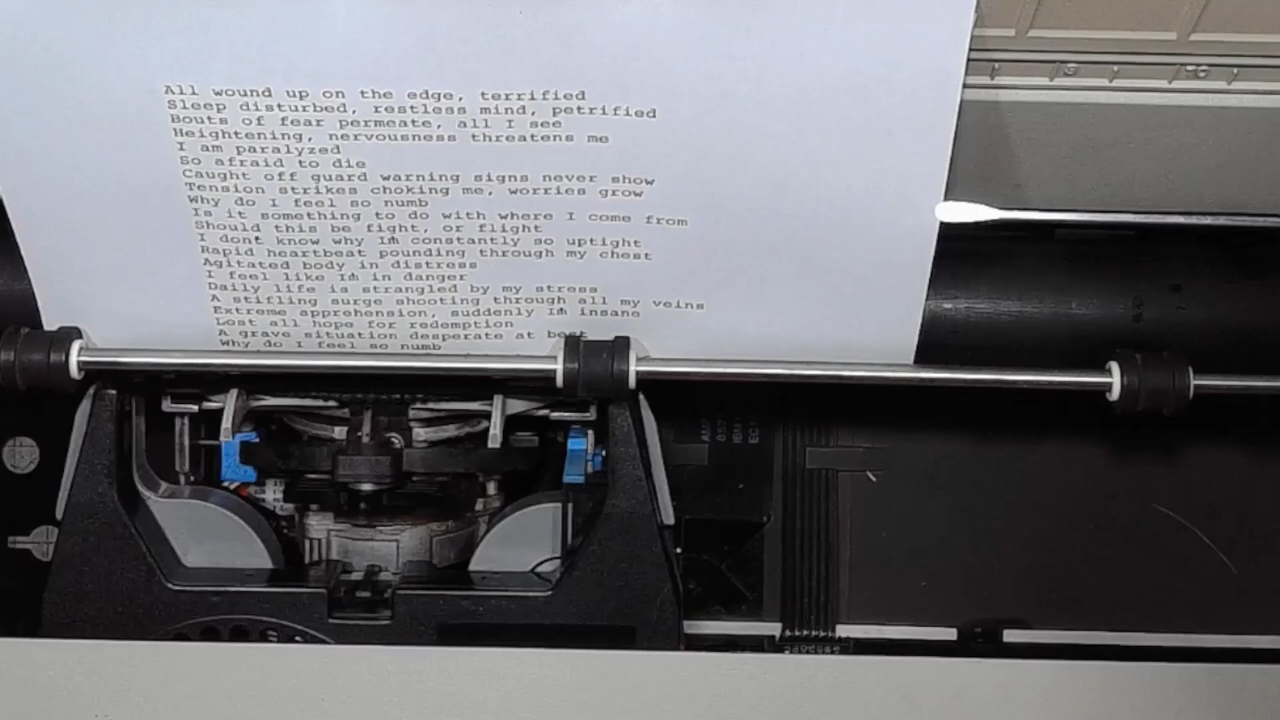 All wound up on the edge, terrified
Sleep disturbed, restless mind, petrified
Bouts of fear permeate, all I see
Heightening, nervousness threatens me
I am paralyzed
So afraid to die
Caught off guard warning signs never show
Tension strikes choking me, worries grow
Why do I feel so numb
Is it something to do with where I come from
Should this be fight, or flight
I dont know why Im constantly so uptight
Rapid heartbeat pounding through my chest
Agitated body in distress
I feel like Im in danger
Daily life is strangled by my stress
A stifling surge shooting through all my veins
Extreme apprehension, suddenly Im insane
Lost all hope for redemption
A grave situation desperate at best
Why do I feel so numb